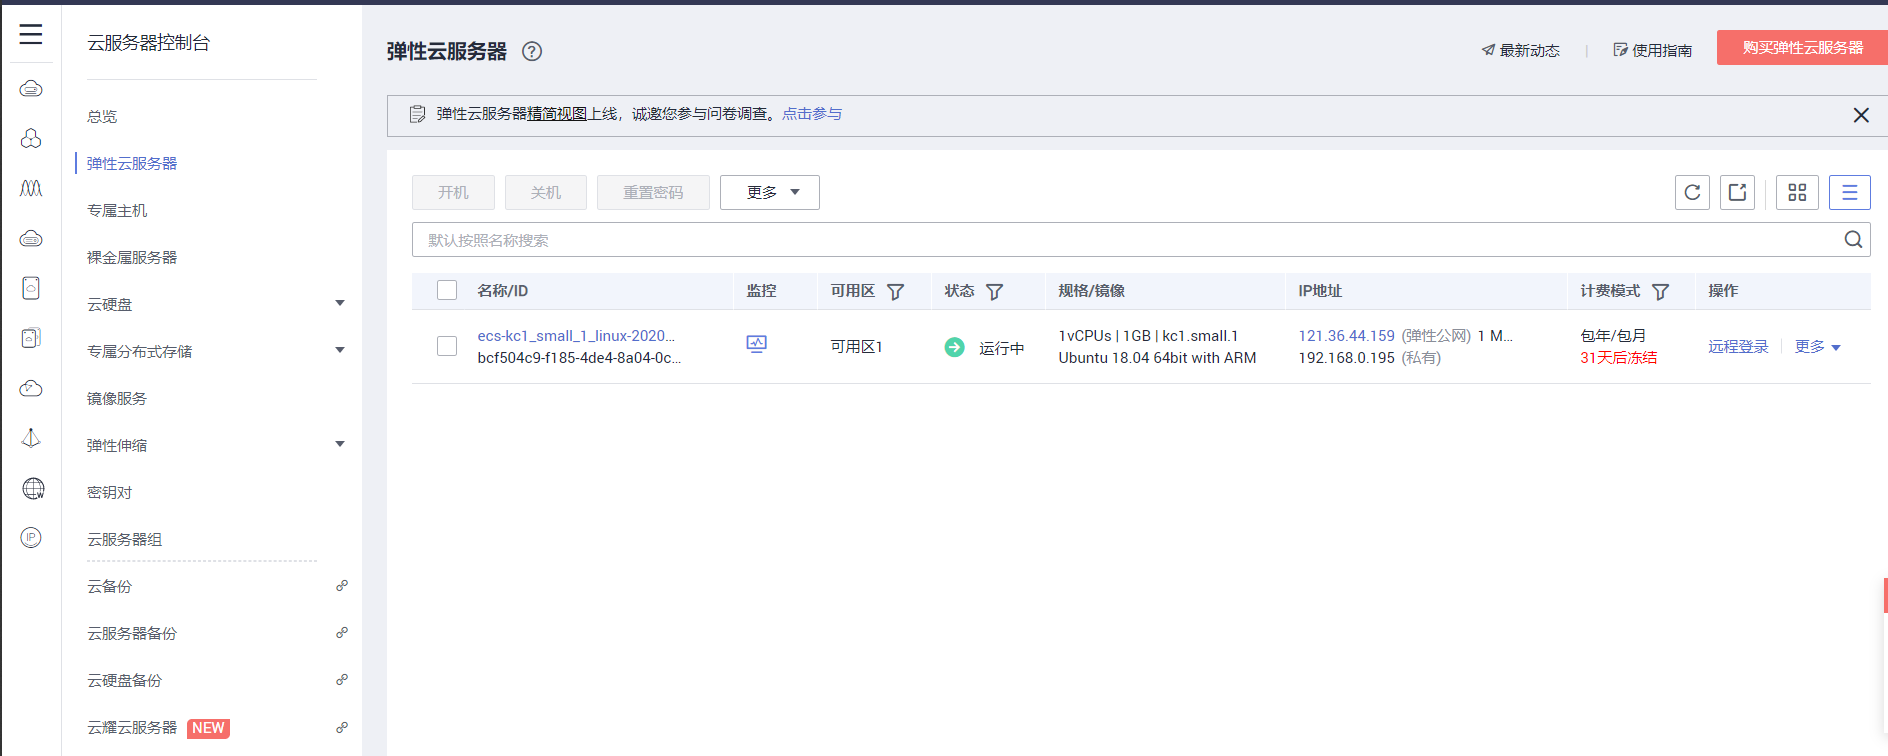 云服务器控制台
总览
弹性云服务器
专属主机
裸金属服务器
云硬盘
专属分布式存储
镜像服务
弹性伸缩
密钥对
云服务器组
云备份
云服务器备份
云硬盘备份
云耀云服务器 NEW
IP
弹性云服务器 ?
最新动态 | 使用指南 购买弹性云服务器
弹性云服务器精简视图上线，诚邀您参与问卷调查。点击参与
开机 关机 重置密码 更多
默认按照名称搜索
名称/ID 监控 可用区 状态 规格/镜像 IP地址 计费模式 操作
ecs-kc1_small_1_linux-2020... 可用区1 运行中 1vCPUs | 1GB | kc1.small.1 121.36.44.159 (弹性公网) 1 M... 包年/包月 远程登录 更多
bcf504c9-f185-4de4-8a04-0c... Ubuntu 18.04 64bit with ARM 192.168.0.195 (私有) 31天后冻结